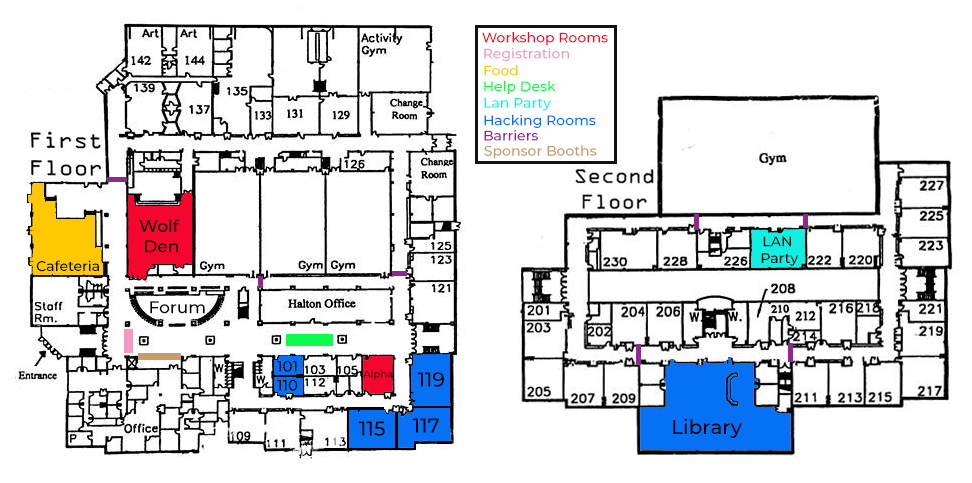 Art Art
142 144
Activity
Gym
139
137
135
133 131 129
Change
Room
First
Floor
126
Change
Room
Wolf
Den
Cafeteria
Gym Gym Gym
125
123
121
Staff
Rm.
Forum
Halton Office
Entrance
W W
101 103 105 Alpha 119
110 112
Office
P
109 111 113 115 117
Workshop Rooms
Registration
Food
Help Desk
Lan Party
Hacking Rooms
Barriers
Sponsor Booths
Second
Floor
Gym
227
225
223
230 228 226 LAN
Party 222 220
208
201 203 202 204 206 W W 210 212 214 216 218 221 219
205 207 209 211 213 215 217
Library